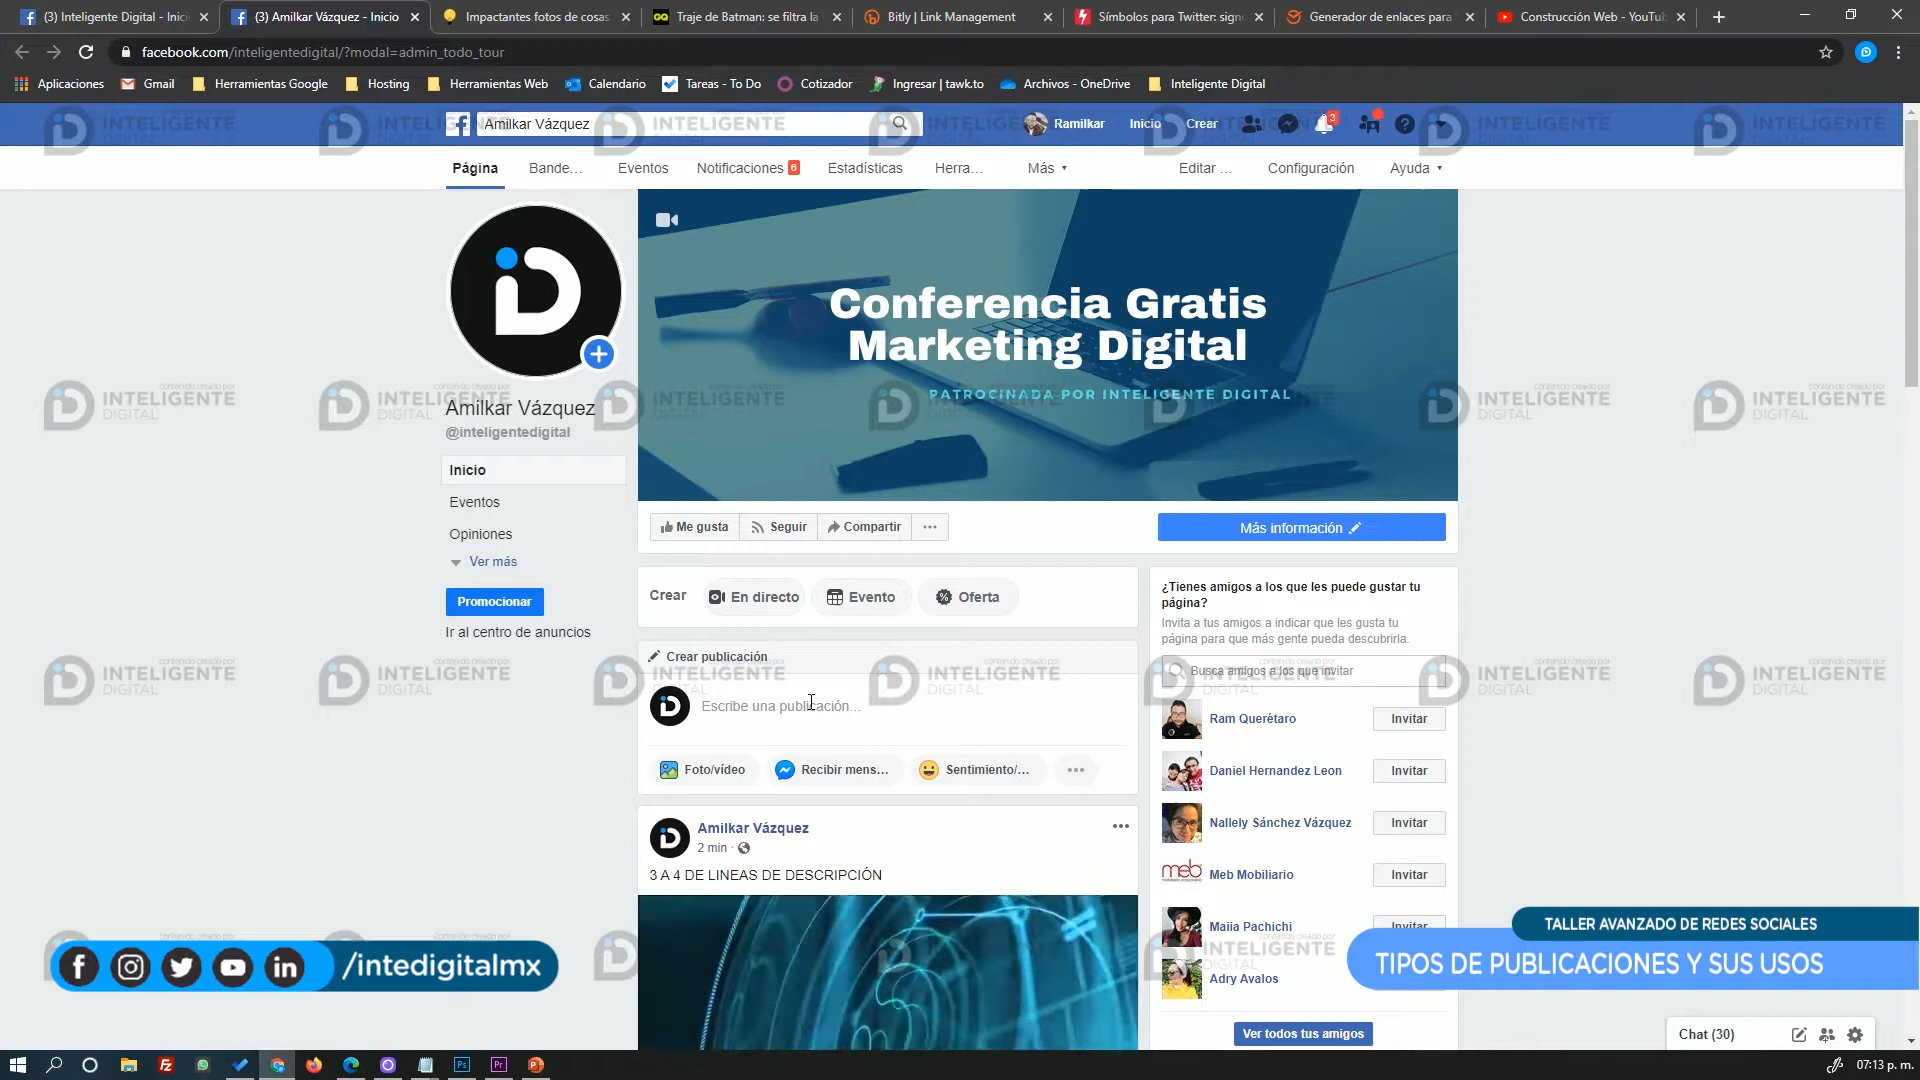 (3) Inteligente Digital - Inici
(3) Amilkar Vázquez - Inicio
Impactantes fotos de cosas
Traje de Batman: se filtra la
Bitly | Link Management
Símbolos para Twitter: sign
Generador de enlaces para
Construcción Web - YouTu
facebook.com/inteligentedigital/?modal=admin_todo_tour
Aplicaciones
Gmail
Herramientas Google
Hosting
Herramientas Web
Calendario
Tareas - To Do
Cotizador
Ingresar | tawk.to
Archivos - OneDrive
Inteligente Digital
Amilkar Vázquez
Ramilkar
Inicio
Crear
3
Página
Bande...
Eventos
Notificaciones 6
Estadísticas
Herra...
Más
Editar ...
Configuración
Ayuda
Conferencia Gratis
Marketing Digital
PATROCINADA POR INTELIGENTE DIGITAL
Amilkar Vázquez
@inteligentedigital
Inicio
Eventos
Opiniones
Ver más
Promocionar
Ir al centro de anuncios
Me gusta
Seguir
Compartir
Más información
Crear
En directo
Evento
Oferta
Crear publicación
Escribe una publicación...
Foto/vídeo
Recibir mens...
Sentimiento/...
Amilkar Vázquez
2 min
3 A 4 DE LINEAS DE DESCRIPCIÓN
¿Tienes amigos a los que les puede gustar tu
página?
Invita a tus amigos a indicar que les gusta tu
página para que más gente pueda descubrirla.
Busca amigos a los que invitar
Ram Querétaro
Invitar
Daniel Hernandez Leon
Invitar
Nallely Sánchez Vázquez
Invitar
meb
Meb Mobiliario
Invitar
Maiia Pachichi
Invitar
Adry Avalos
Ver todos tus amigos
contenido creado por
INTELIGENTE
DIGITAL
/intedigitalmx
TALLER AVANZADO DE REDES SOCIALES
TIPOS DE PUBLICACIONES Y SUS USOS
Chat (30)
07:13 p. m.